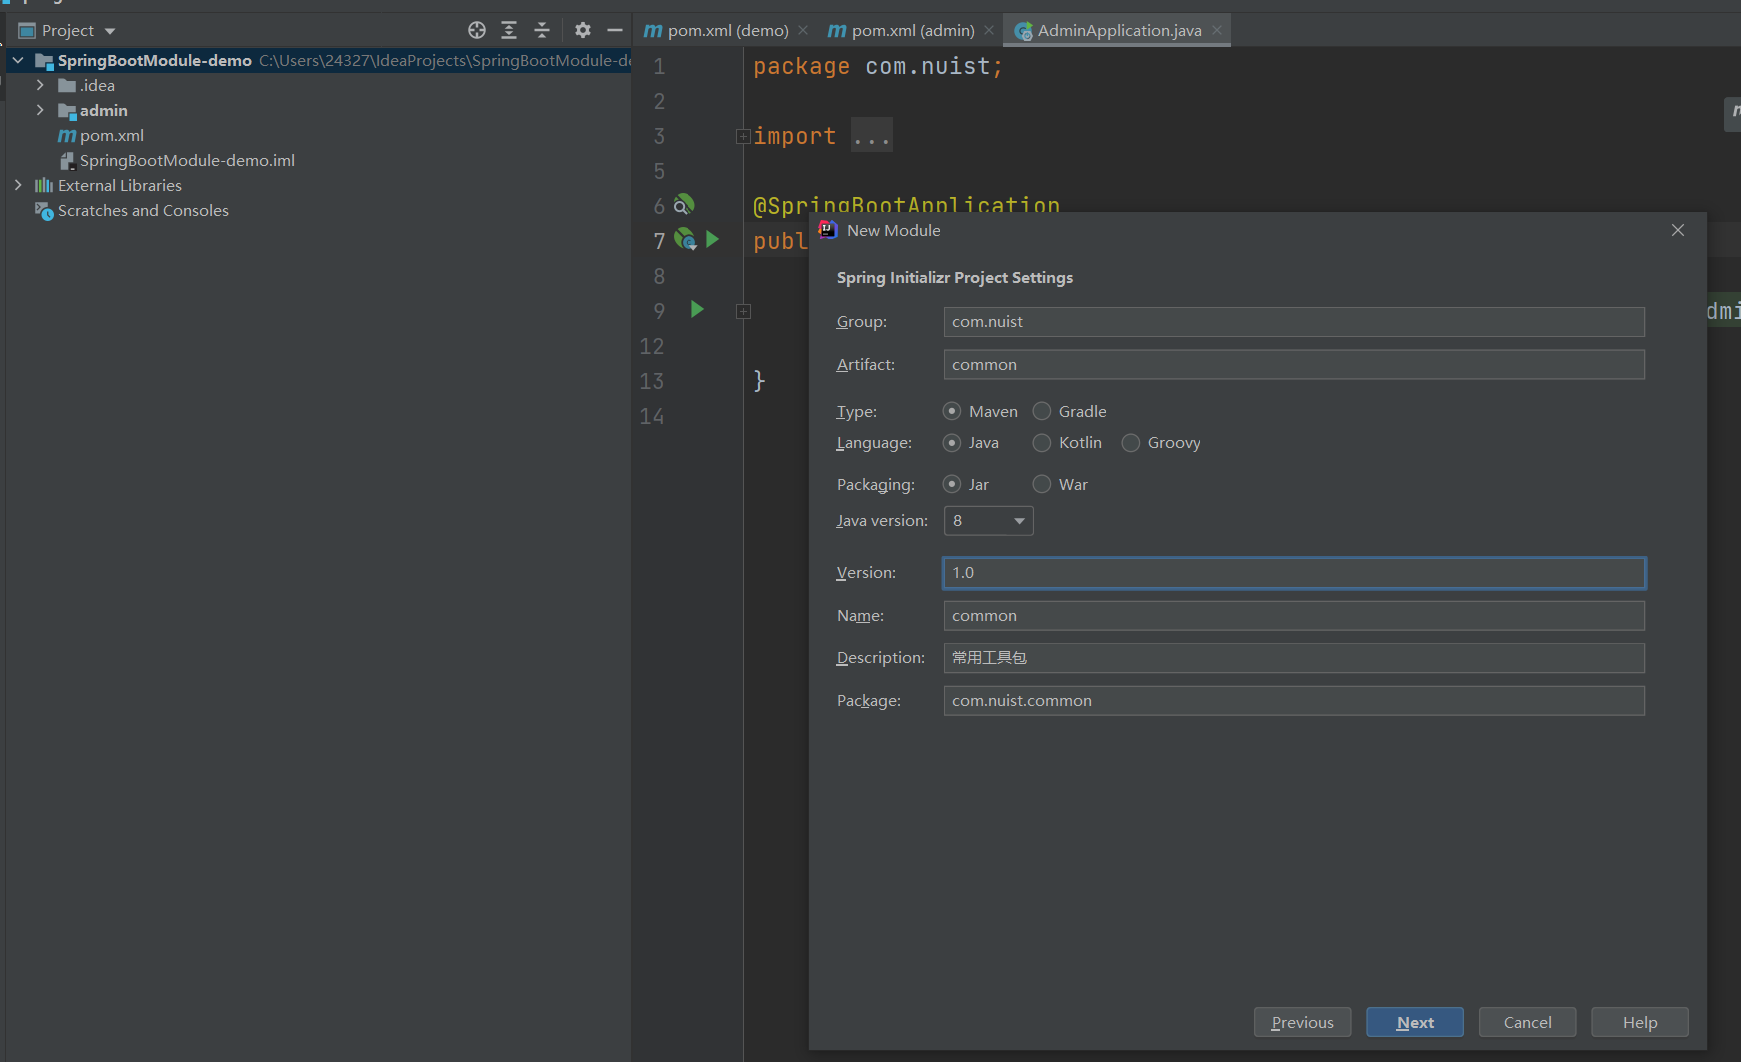 Project
SpringBootModule-demo C:\Users\24327\IdeaProjects\SpringBootModule-d
.idea
admin
pom.xml
SpringBootModule-demo.iml
External Libraries
Scratches and Consoles
pom.xml (demo)
pom.xml (admin)
AdminApplication.java
1 package com.nuist;
2
3 import ...
5
6 @SpringBootApplication
7 publ
8
9
12
13 }
14
dmi
New Module
Spring Initializr Project Settings
Group: com.nuist
Artifact: common
Type: Maven Gradle
Language: Java Kotlin Groovy
Packaging: Jar War
Java version: 8
Version: 1.0
Name: common
Description: 常用工具包
Package: com.nuist.common
Previous Next Cancel Help